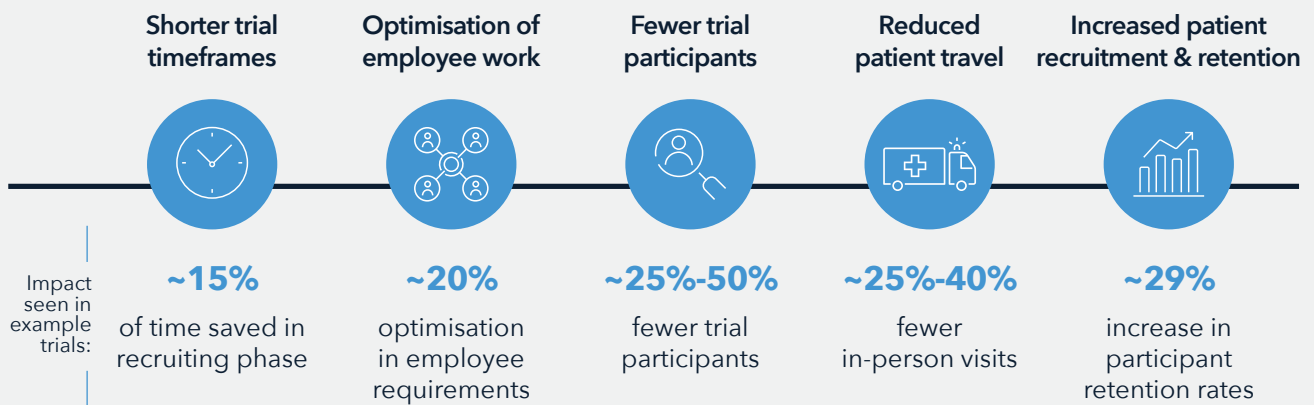 Shorter trial
timeframes
Optimisation of
employee work
Fewer trial
participants
Reduced
patient travel
Increased patient
recruitment & retention
Impact
seen in
example
trials:
~15%
of time saved in
recruiting phase
~20%
optimisation
in employee
requirements
~25%-50%
fewer trial
participants
~25%-40%
fewer
in-person visits
~29%
increase in
participant
retention rates